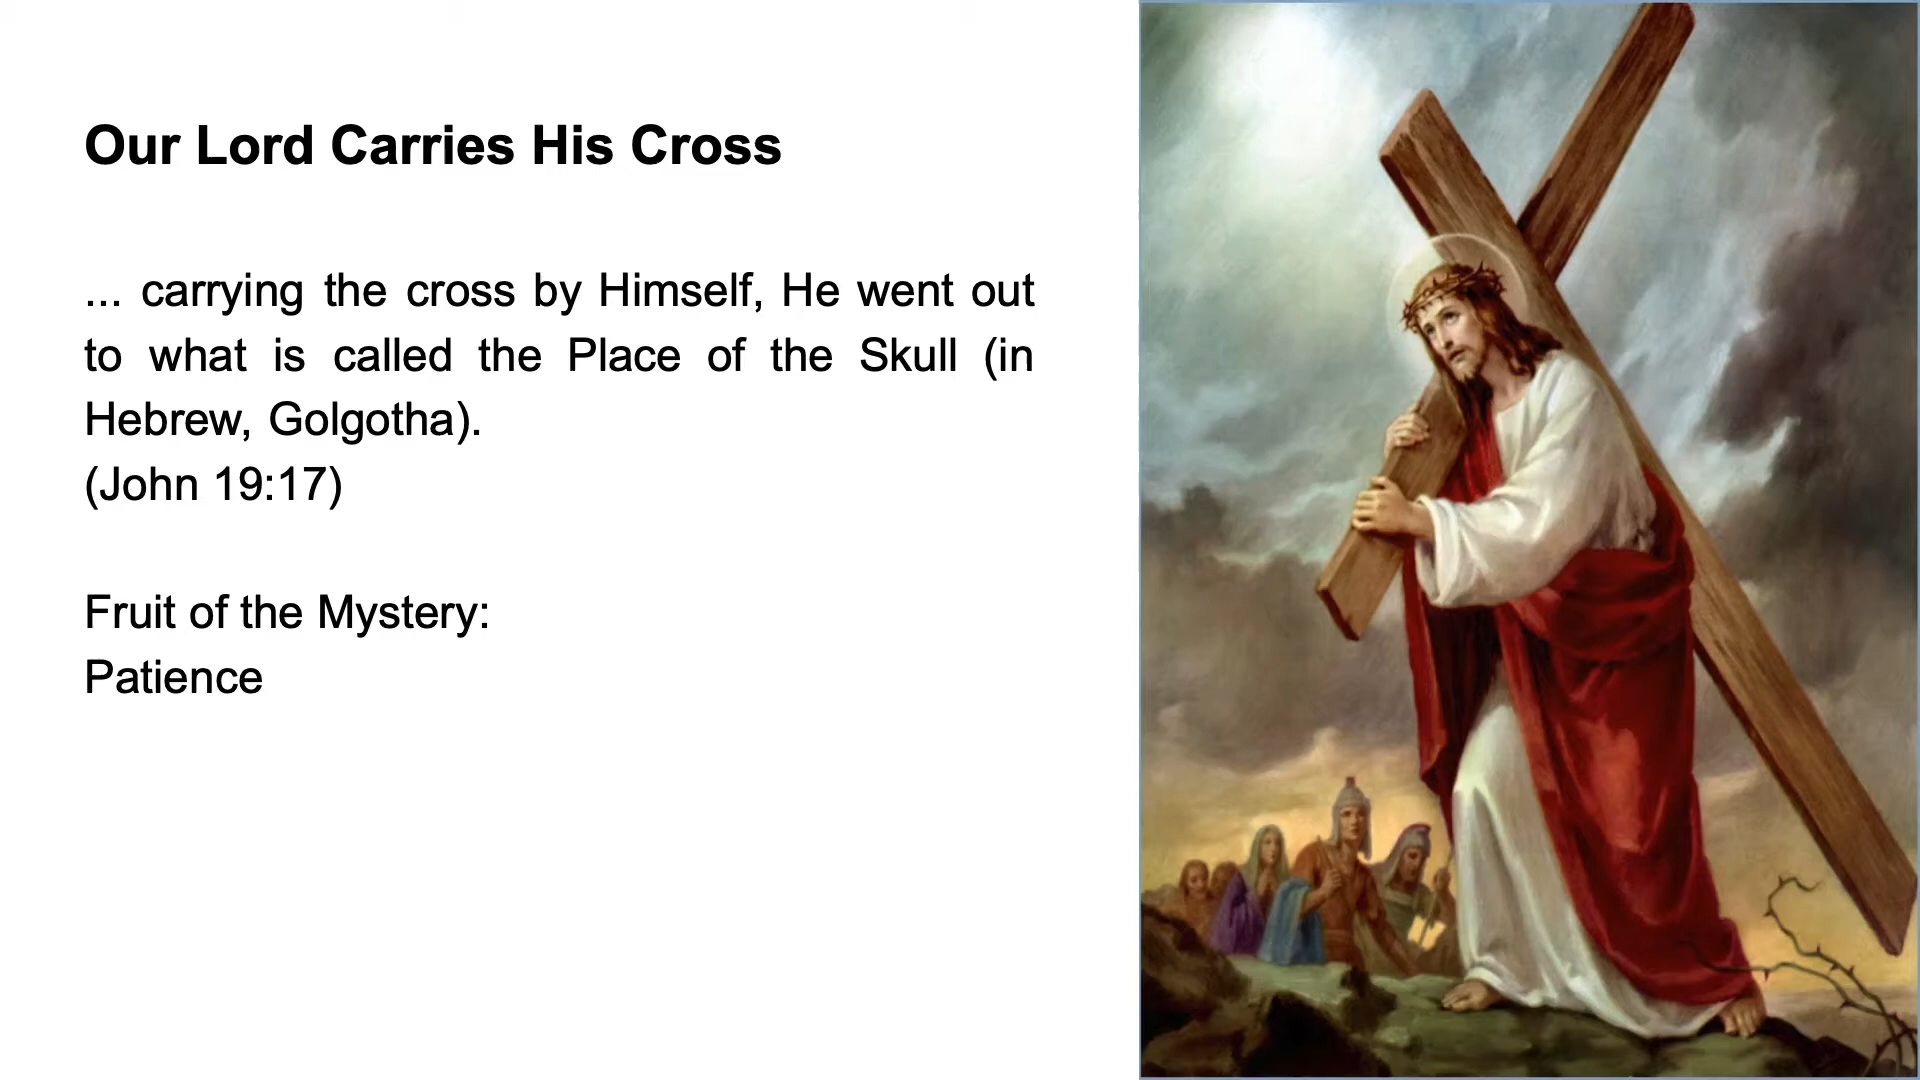 Our Lord Carries His Cross
... carrying the cross by Himself, He went out
to what is called the Place of the Skull (in
Hebrew, Golgotha).
(John 19:17)
Fruit of the Mystery:
Patience